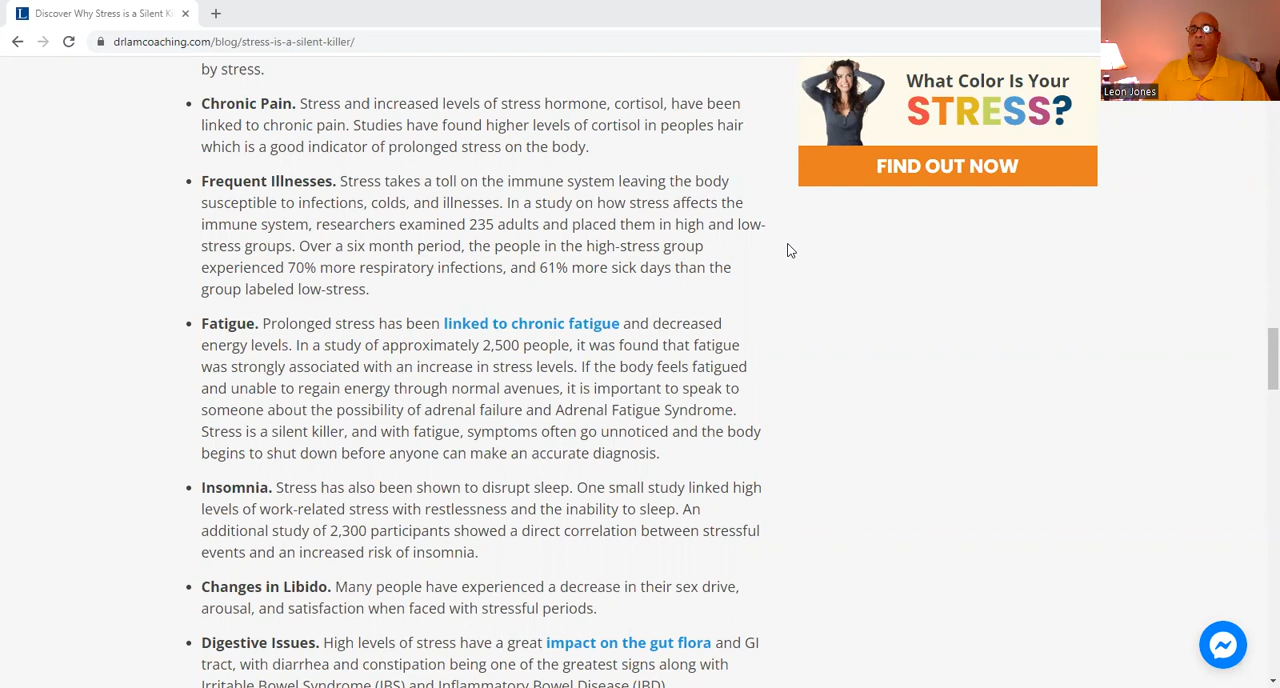 Discover Why Stress is a Silent Kil
drlamcoaching.com/blog/stress-is-a-silent-killer/
Leon Jones
by stress.
What Color Is Your
STRESS?
FIND OUT NOW
• Chronic Pain. Stress and increased levels of stress hormone, cortisol, have been
linked to chronic pain. Studies have found higher levels of cortisol in peoples hair
which is a good indicator of prolonged stress on the body.
• Frequent Illnesses. Stress takes a toll on the immune system leaving the body
susceptible to infections, colds, and illnesses. In a study on how stress affects the
immune system, researchers examined 235 adults and placed them in high and low-
stress groups. Over a six month period, the people in the high-stress group
experienced 70% more respiratory infections, and 61% more sick days than the
group labeled low-stress.
• Fatigue. Prolonged stress has been linked to chronic fatigue and decreased
energy levels. In a study of approximately 2,500 people, it was found that fatigue
was strongly associated with an increase in stress levels. If the body feels fatigued
and unable to regain energy through normal avenues, it is important to speak to
someone about the possibility of adrenal failure and Adrenal Fatigue Syndrome.
Stress is a silent killer, and with fatigue, symptoms often go unnoticed and the body
begins to shut down before anyone can make an accurate diagnosis.
• Insomnia. Stress has also been shown to disrupt sleep. One small study linked high
levels of work-related stress with restlessness and the inability to sleep. An
additional study of 2,300 participants showed a direct correlation between stressful
events and an increased risk of insomnia.
• Changes in Libido. Many people have experienced a decrease in their sex drive,
arousal, and satisfaction when faced with stressful periods.
• Digestive Issues. High levels of stress have a great impact on the gut flora and GI
tract, with diarrhea and constipation being one of the greatest signs along with
Irritable Bowel Syndrome (IBS) and Inflammatory Bowel Disease (IBD)